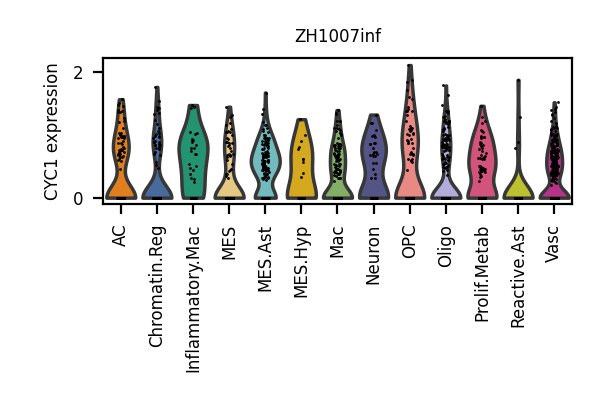 ZH1007inf
CYC1 expression
2
0
AC
Chromatin.Reg
Inflammatory.Mac
MES
MES.Ast
MES.Hyp
Mac
Neuron
OPC
Oligo
Prolif.Metab
Reactive.Ast
Vasc